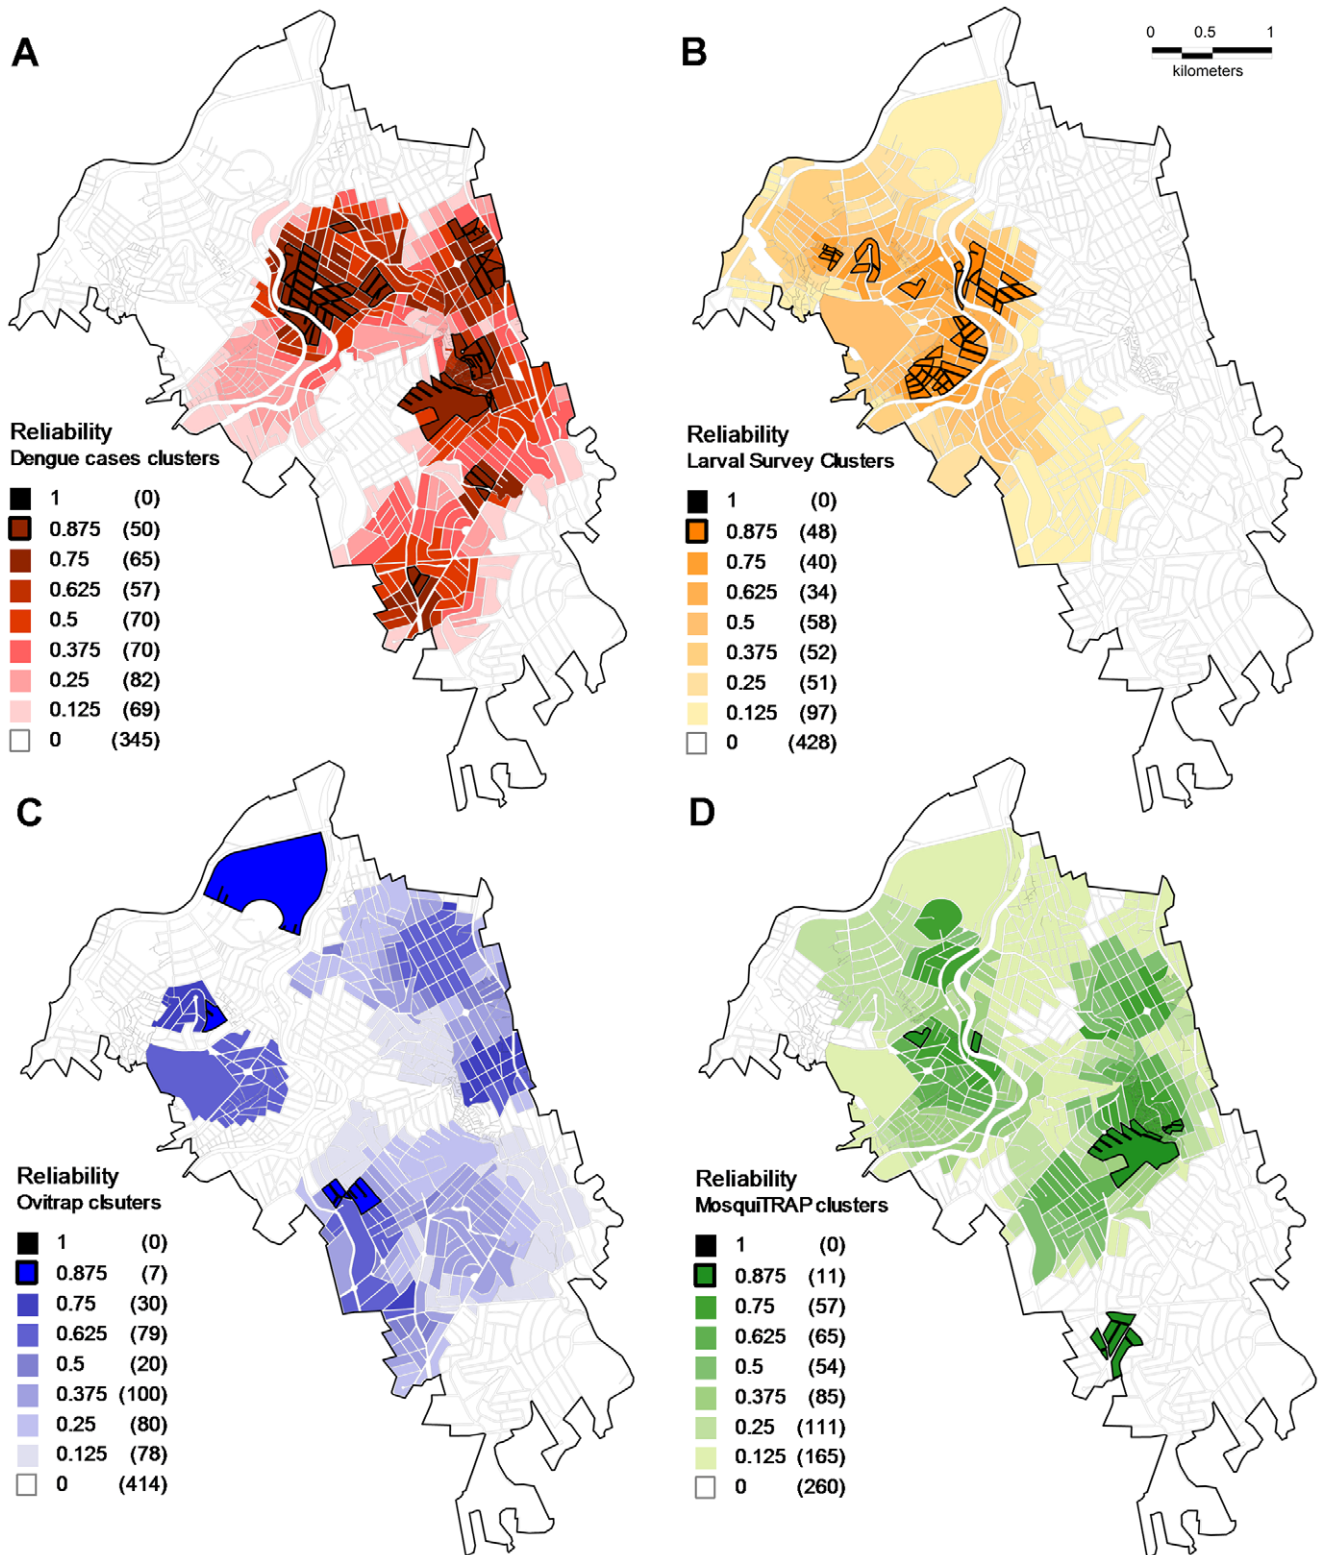 A
B
0 0.5 1
kilometers
Reliability
Dengue cases clusters
1 (0)
0.875 (50)
0.75 (65)
0.625 (57)
0.5 (70)
0.375 (70)
0.25 (82)
0.125 (69)
0 (345)
Reliability
Larval Survey Clusters
1 (0)
0.875 (48)
0.75 (40)
0.625 (34)
0.5 (58)
0.375 (52)
0.25 (51)
0.125 (97)
0 (428)
C
D
Reliability
Ovitrap clsuters
1 (0)
0.875 (7)
0.75 (30)
0.625 (79)
0.5 (20)
0.375 (100)
0.25 (80)
0.125 (78)
0 (414)
Reliability
MosquiTRAP clusters
1 (0)
0.875 (11)
0.75 (57)
0.625 (65)
0.5 (54)
0.375 (85)
0.25 (111)
0.125 (165)
0 (260)